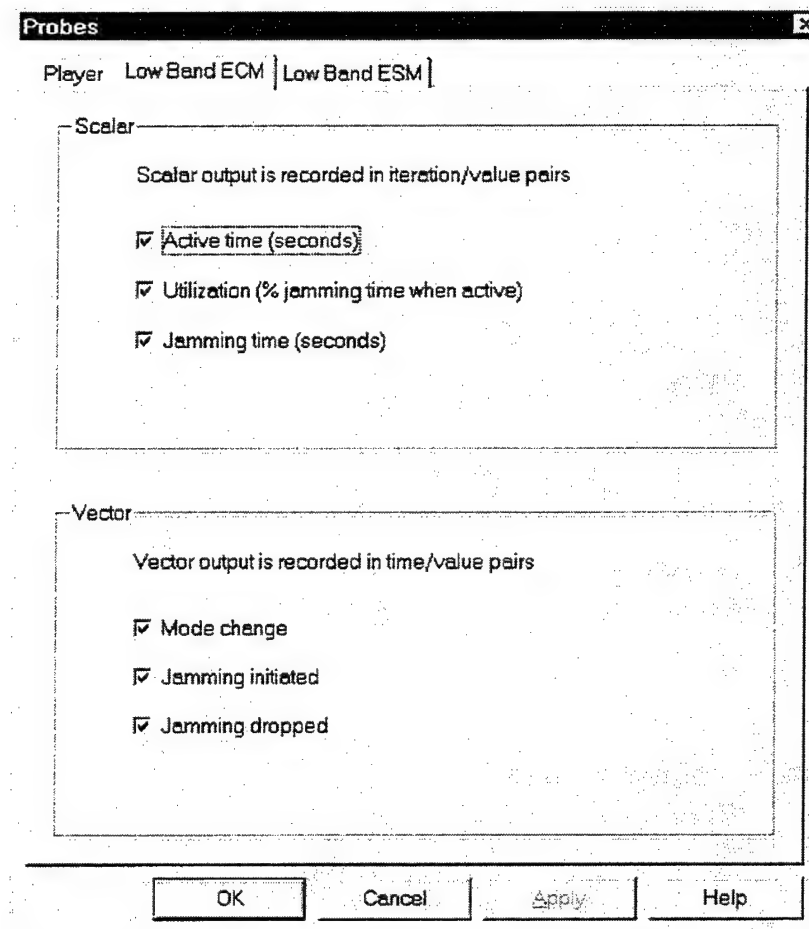 Probes
Player Low Band ECM Low Band ESM
Scalar
Scalar output is recorded in iteration/value pairs
Active time (seconds)
Utilization (% jamming time when active)
Jamming time (seconds)
Vector
Vector output is recorded in time/value pairs
Mode change
Jamming initiated
Jamming dropped
OK Cancel Apply Help